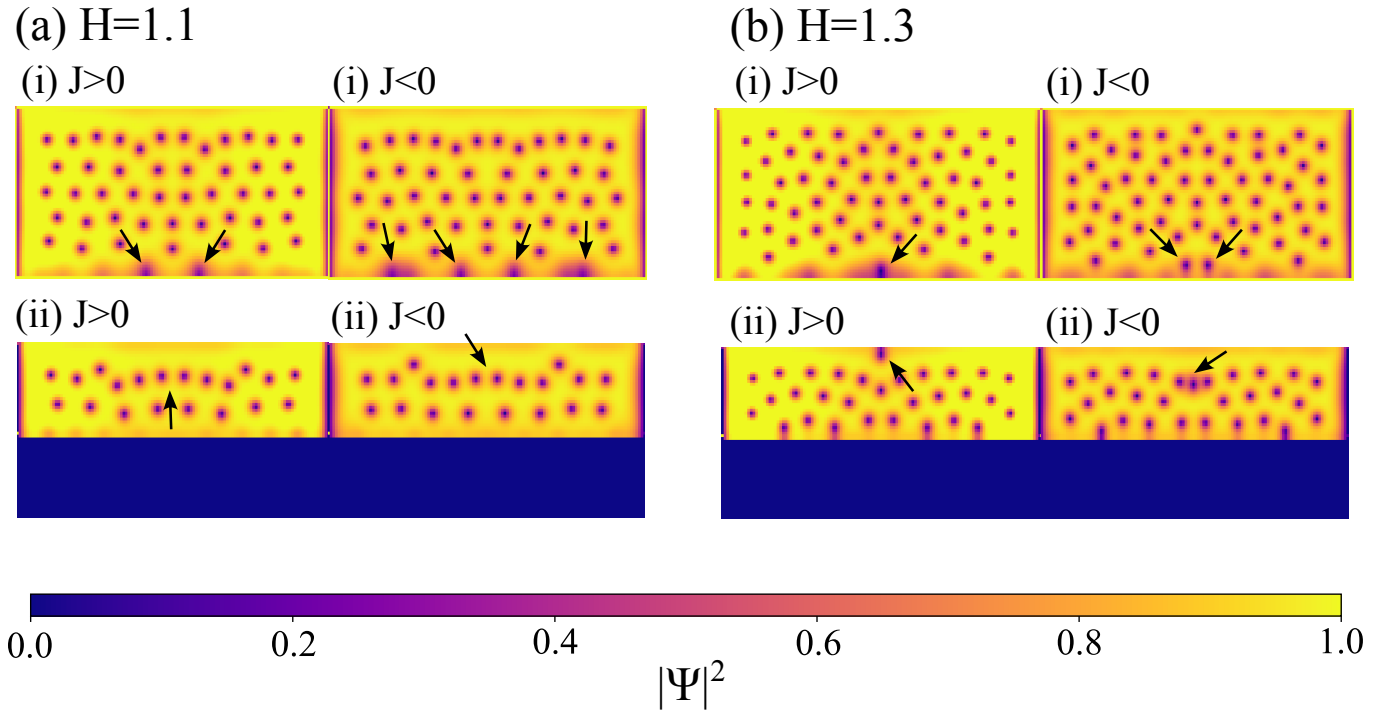 (a) H=1.1
(b) H=1.3
(i) J>0
(i) J<0
(i) J>0
(i) J<0
(ii) J>0
(ii) J<0
(ii) J>0
(ii) J<0
0.0 0.2 0.4 0.6 0.8 1.0
|Ψ|²